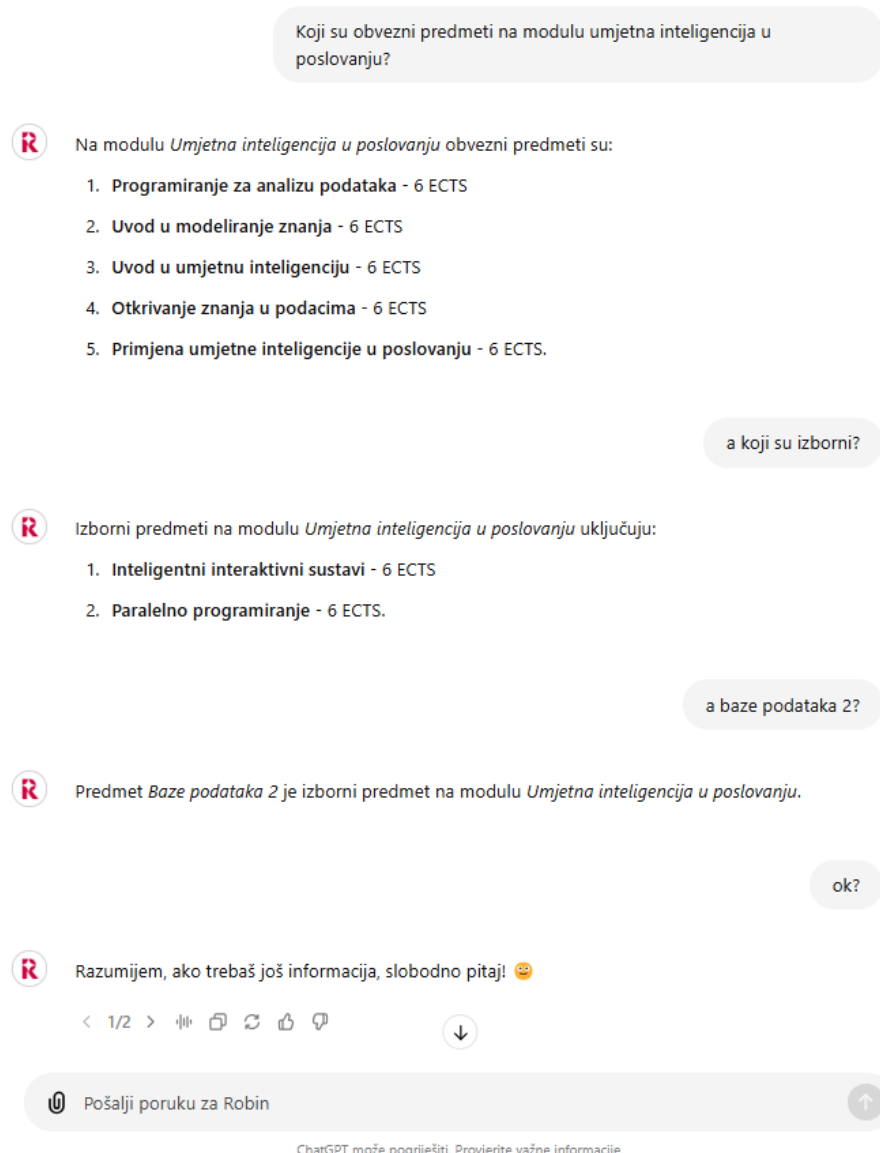 Koji su obvezni predmeti na modulu umjetna inteligencija u
poslovanju?
Na modulu Umjetna inteligencija u poslovanju obvezni predmeti su:
1. Programiranje za analizu podataka - 6 ECTS
2. Uvod u modeliranje znanja - 6 ECTS
3. Uvod u umjetnu inteligenciju - 6 ECTS
4. Otkrivanje znanja u podacima - 6 ECTS
5. Primjena umjetne inteligencije u poslovanju - 6 ECTS.
a koji su izborni?
Izborni predmeti na modulu Umjetna inteligencija u poslovanju uključuju:
1. Inteligentni interaktivni sustavi - 6 ECTS
2. Paralelno programiranje - 6 ECTS.
a baze podataka 2?
Predmet Baze podataka 2 je izborni predmet na modulu Umjetna inteligencija u poslovanju.
ok?
Razumijem, ako trebaš još informacija, slobodno pitaj! 🙂
< 1/2 >
Pošalji poruku za Robin
ChatGPT može pogriješiti. Provjerite važne informacije.